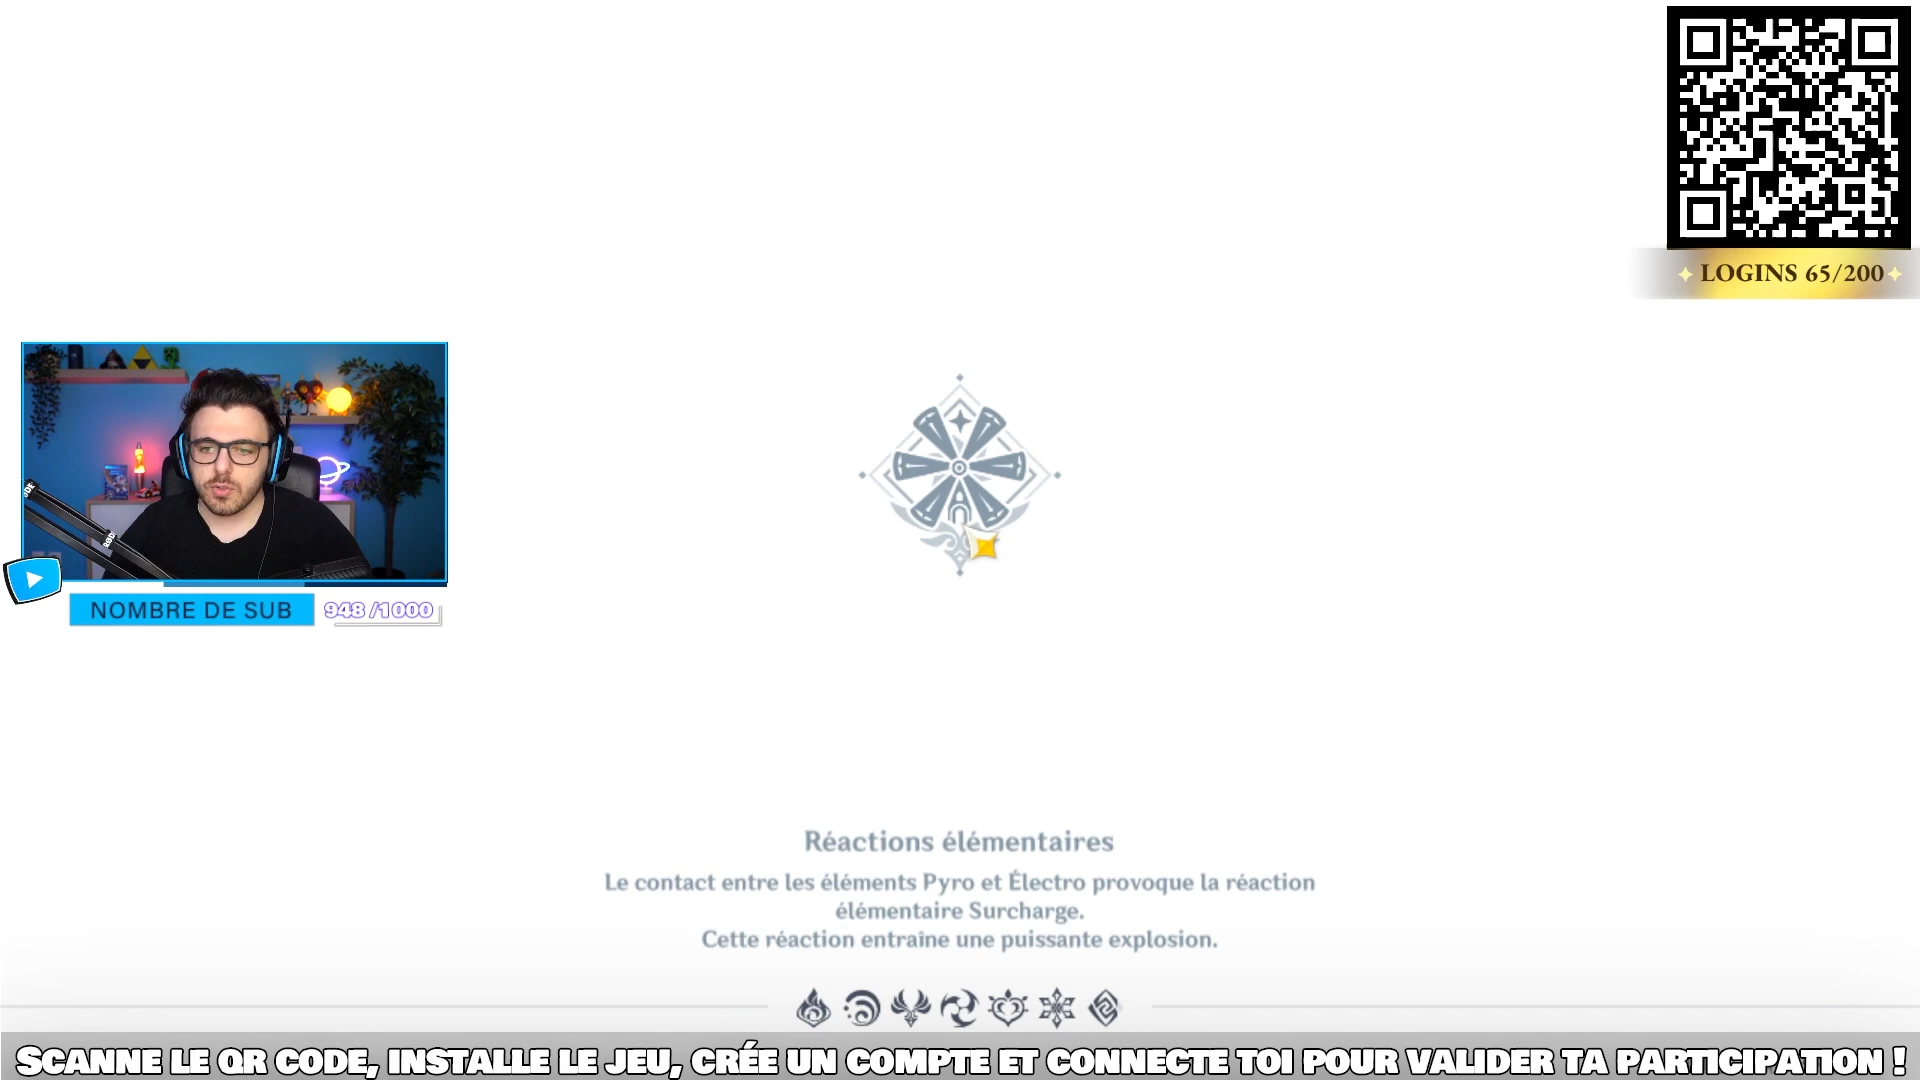 LOGINS 65/200
NOMBRE DE SUB 948 /1000
Réactions élémentaires
Le contact entre les éléments Pyro et Électro provoque la réaction
élémentaire Surcharge.
Cette réaction entraîne une puissante explosion.
SCANNE LE QR CODE, INSTALLE LE JEU, CRÉE UN COMPTE ET CONNECTE TOI POUR VALIDER TA PARTICIPATION !